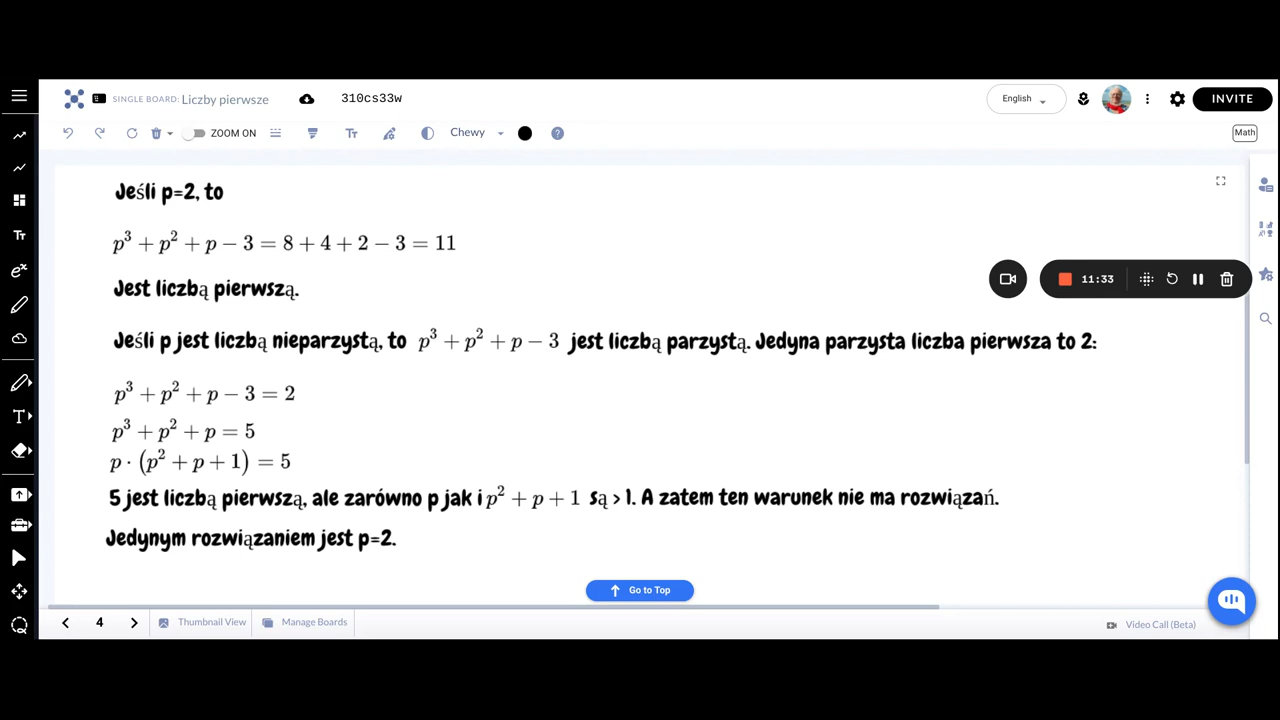 SINGLE BOARD: Liczby pierwsze 310cs33w English INVITE
ZOOM ON Tт Chewy ? Math
Jeśli p=2, to
p³ + p² + p − 3 = 8 + 4 + 2 − 3 = 11
Jest liczbą pierwszą.
11:33
Jeśli p jest liczbą nieparzystą, to p³ + p² + p − 3 jest liczbą parzystą. Jedyna parzysta liczba pierwsza to 2:
p³ + p² + p − 3 = 2
p³ + p² + p = 5
p · (p² + p + 1) = 5
5 jest liczbą pierwszą, ale zarówno p jak i p² + p + 1 są > 1. A zatem ten warunek nie ma rozwiązań.
Jedynym rozwiązaniem jest p=2.
Go to Top
4 Thumbnail View Manage Boards Video Call (Beta)